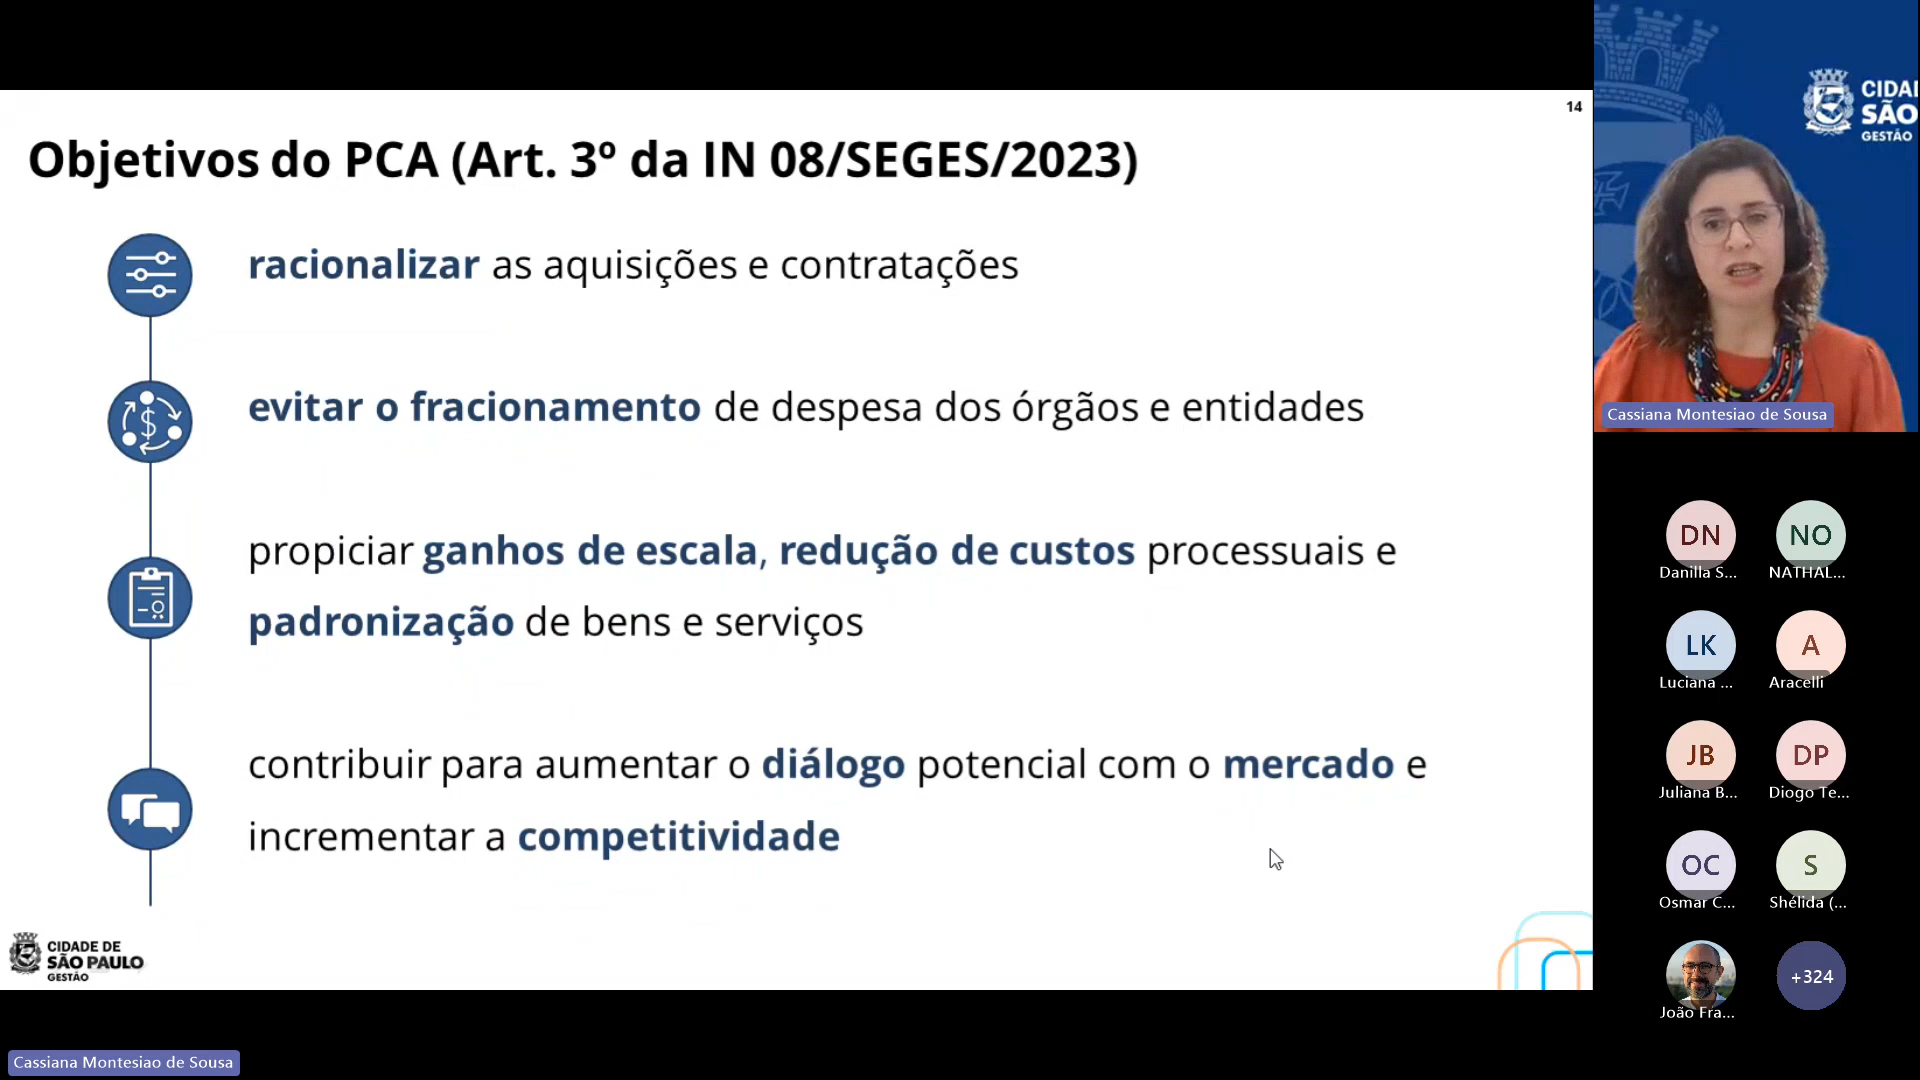 14
Objetivos do PCA (Art. 3º da IN 08/SEGES/2023)
racionalizar as aquisições e contratações
evitar o fracionamento de despesa dos órgãos e entidades
propiciar ganhos de escala, redução de custos processuais e
padronização de bens e serviços
contribuir para aumentar o diálogo potencial com o mercado e
incrementar a competitividade
CIDADE DE
SÃO PAULO
GESTÃO
Cassiana Montesiao de Sousa
CIDA
SÃO
GESTÃO
Cassiana Montesiao de Sousa
DN
Danilla S...
NO
NATHAL...
LK
Luciana ...
A
Aracelli
JB
Juliana B...
DP
Diogo Te...
OC
Osmar C...
S
Shélida (...
João Fra...
+324